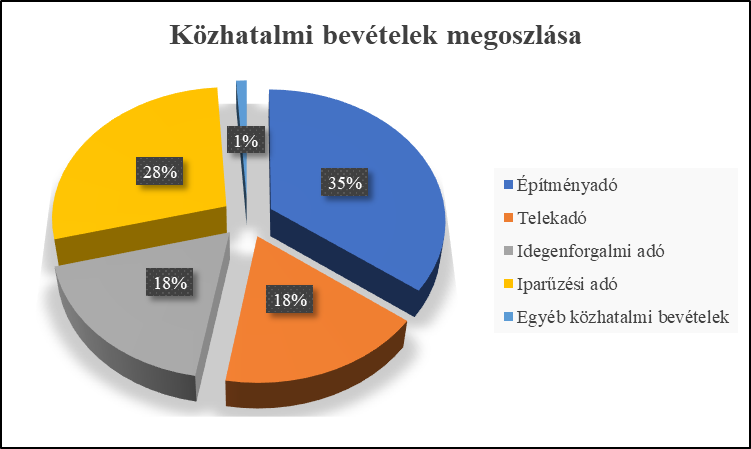 Közhatalmi bevételek megoszlása
1%
35%
28%
18%
18%
Építményadó
Telekadó
Idegenforgalmi adó
Iparűzési adó
Egyéb közhatalmi bevételek